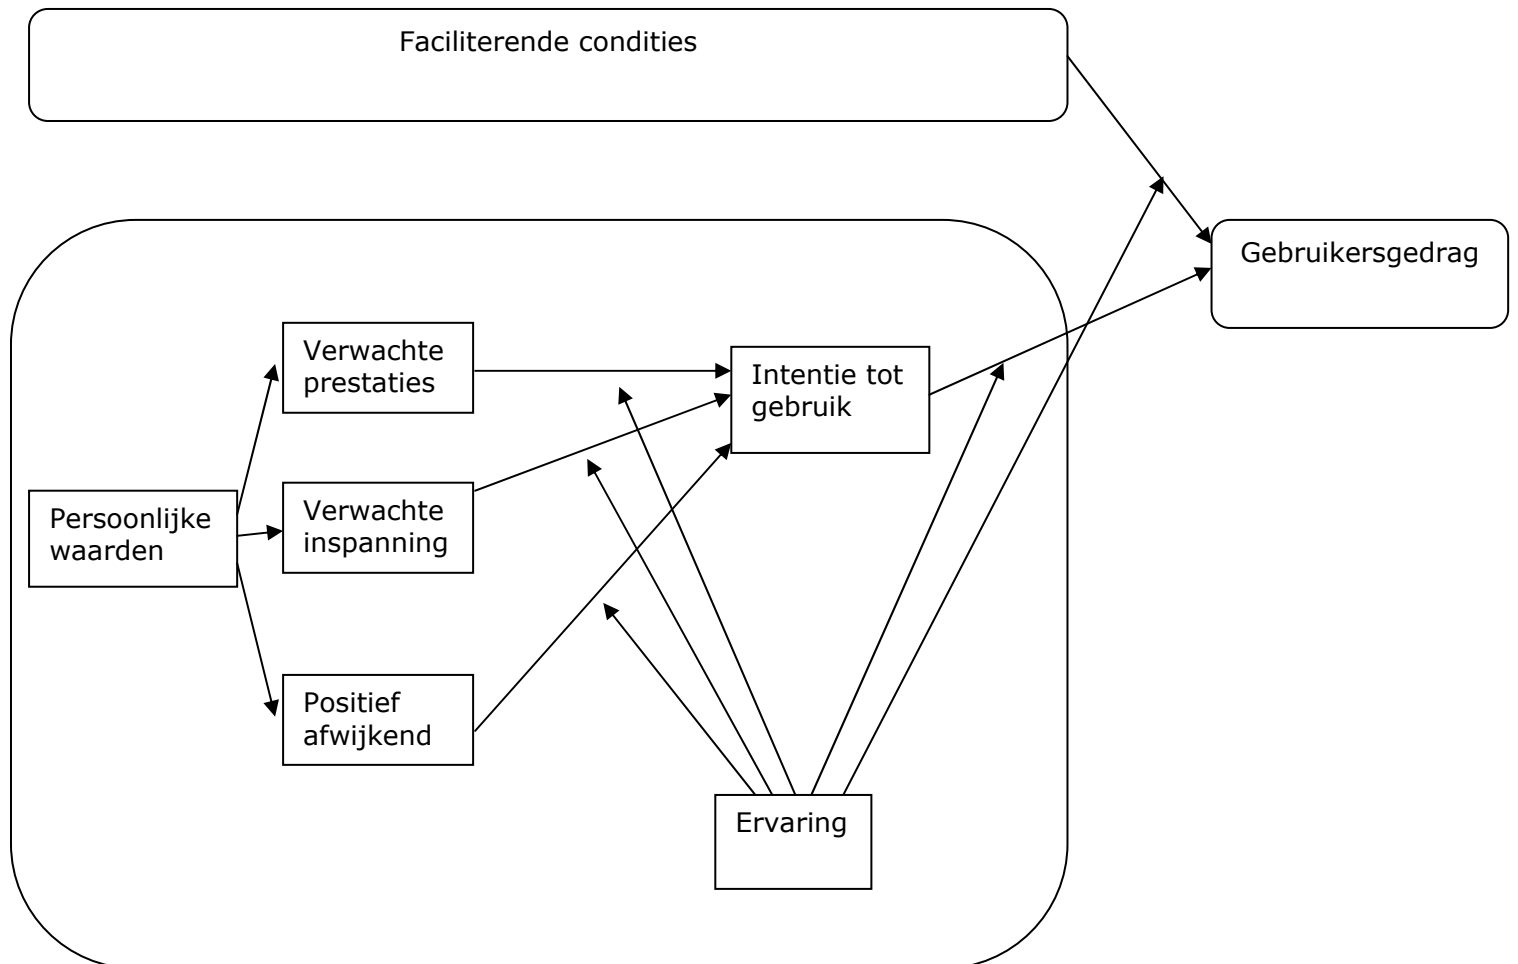 Faciliterende condities
Gebruikersgedrag
Verwachte
prestaties
Intentie tot
gebruik
Persoonlijke
waarden
Verwachte
inspanning
Positief
afwijkend
Ervaring